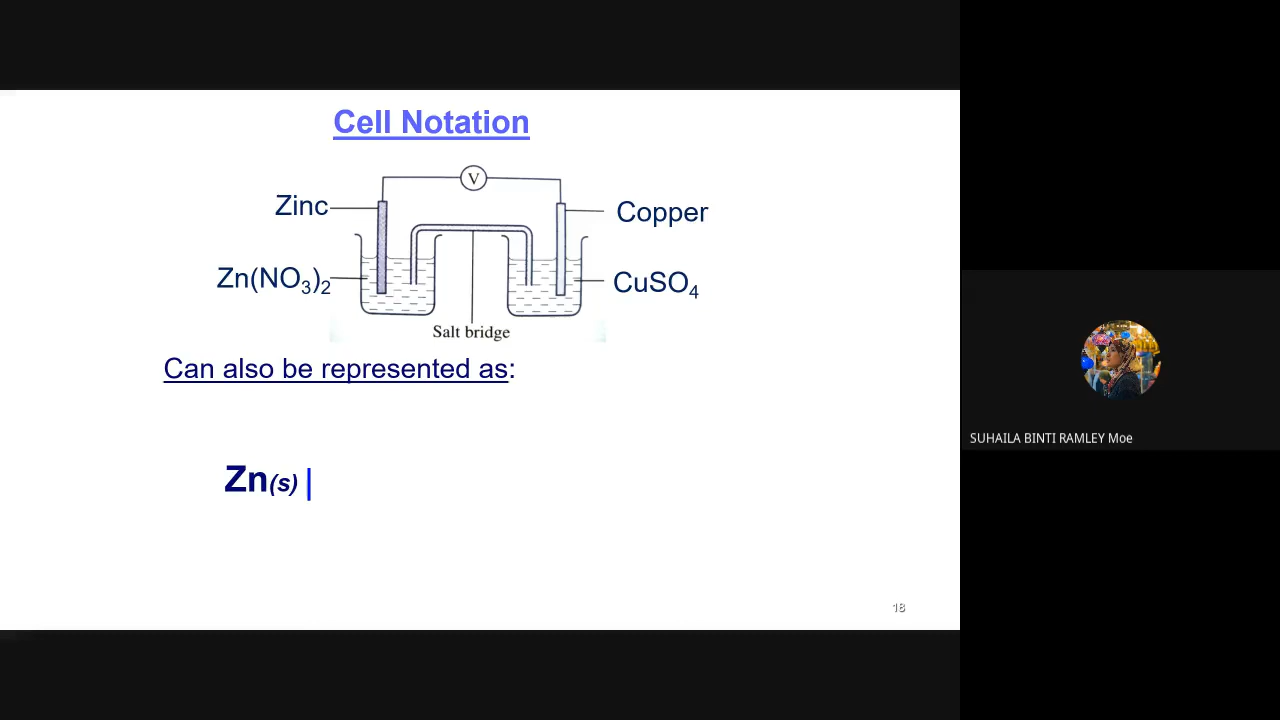 Cell Notation
V
Zinc
Copper
Zn(NO₃)₂
CuSO₄
Salt bridge
Can also be represented as:
Zn(s) |
18
SUHAILA BINTI RAMLEY Moe